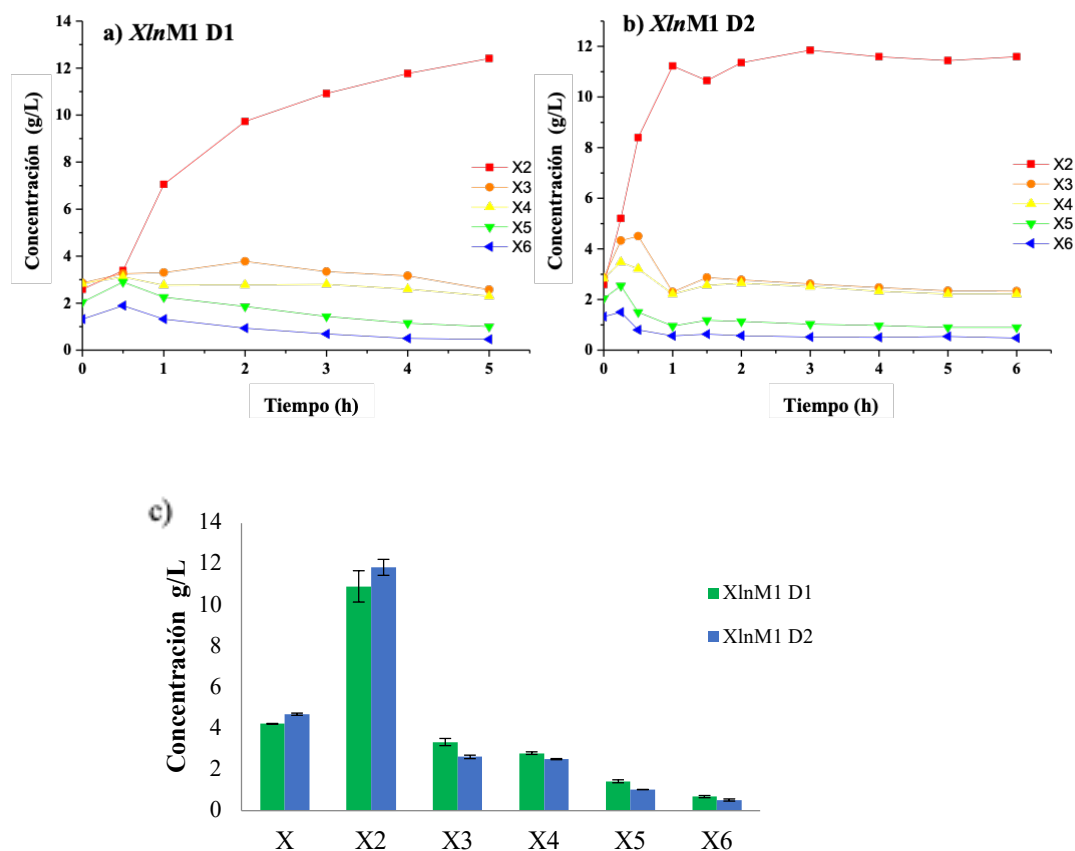 a) XlnM1 D1
Concentración (g/L)
14
12
10
8
6
4
2
0
0 1 2 3 4 5
Tiempo (h)
X2
X3
X4
X5
X6
b) XlnM1 D2
Concentración (g/L)
14
12
10
8
6
4
2
0
0 1 2 3 4 5 6
Tiempo (h)
X2
X3
X4
X5
X6
c)
Concentración g/L
14
12
10
8
6
4
2
0
X X2 X3 X4 X5 X6
XlnM1 D1
XlnM1 D2